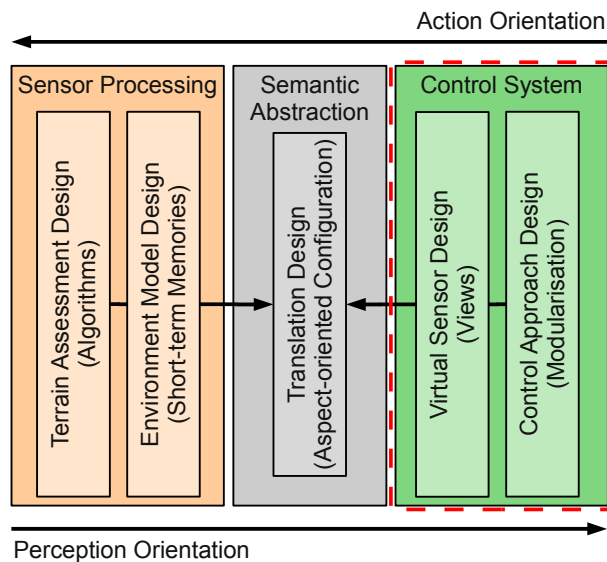 Action Orientation
Sensor Processing
Terrain Assessment Design
(Algorithms)
Environment Model Design
(Short-term Memories)
Semantic
Abstraction
Translation Design
(Aspect-oriented Configuration)
Control System
Virtual Sensor Design
(Views)
Control Approach Design
(Modularisation)
Perception Orientation